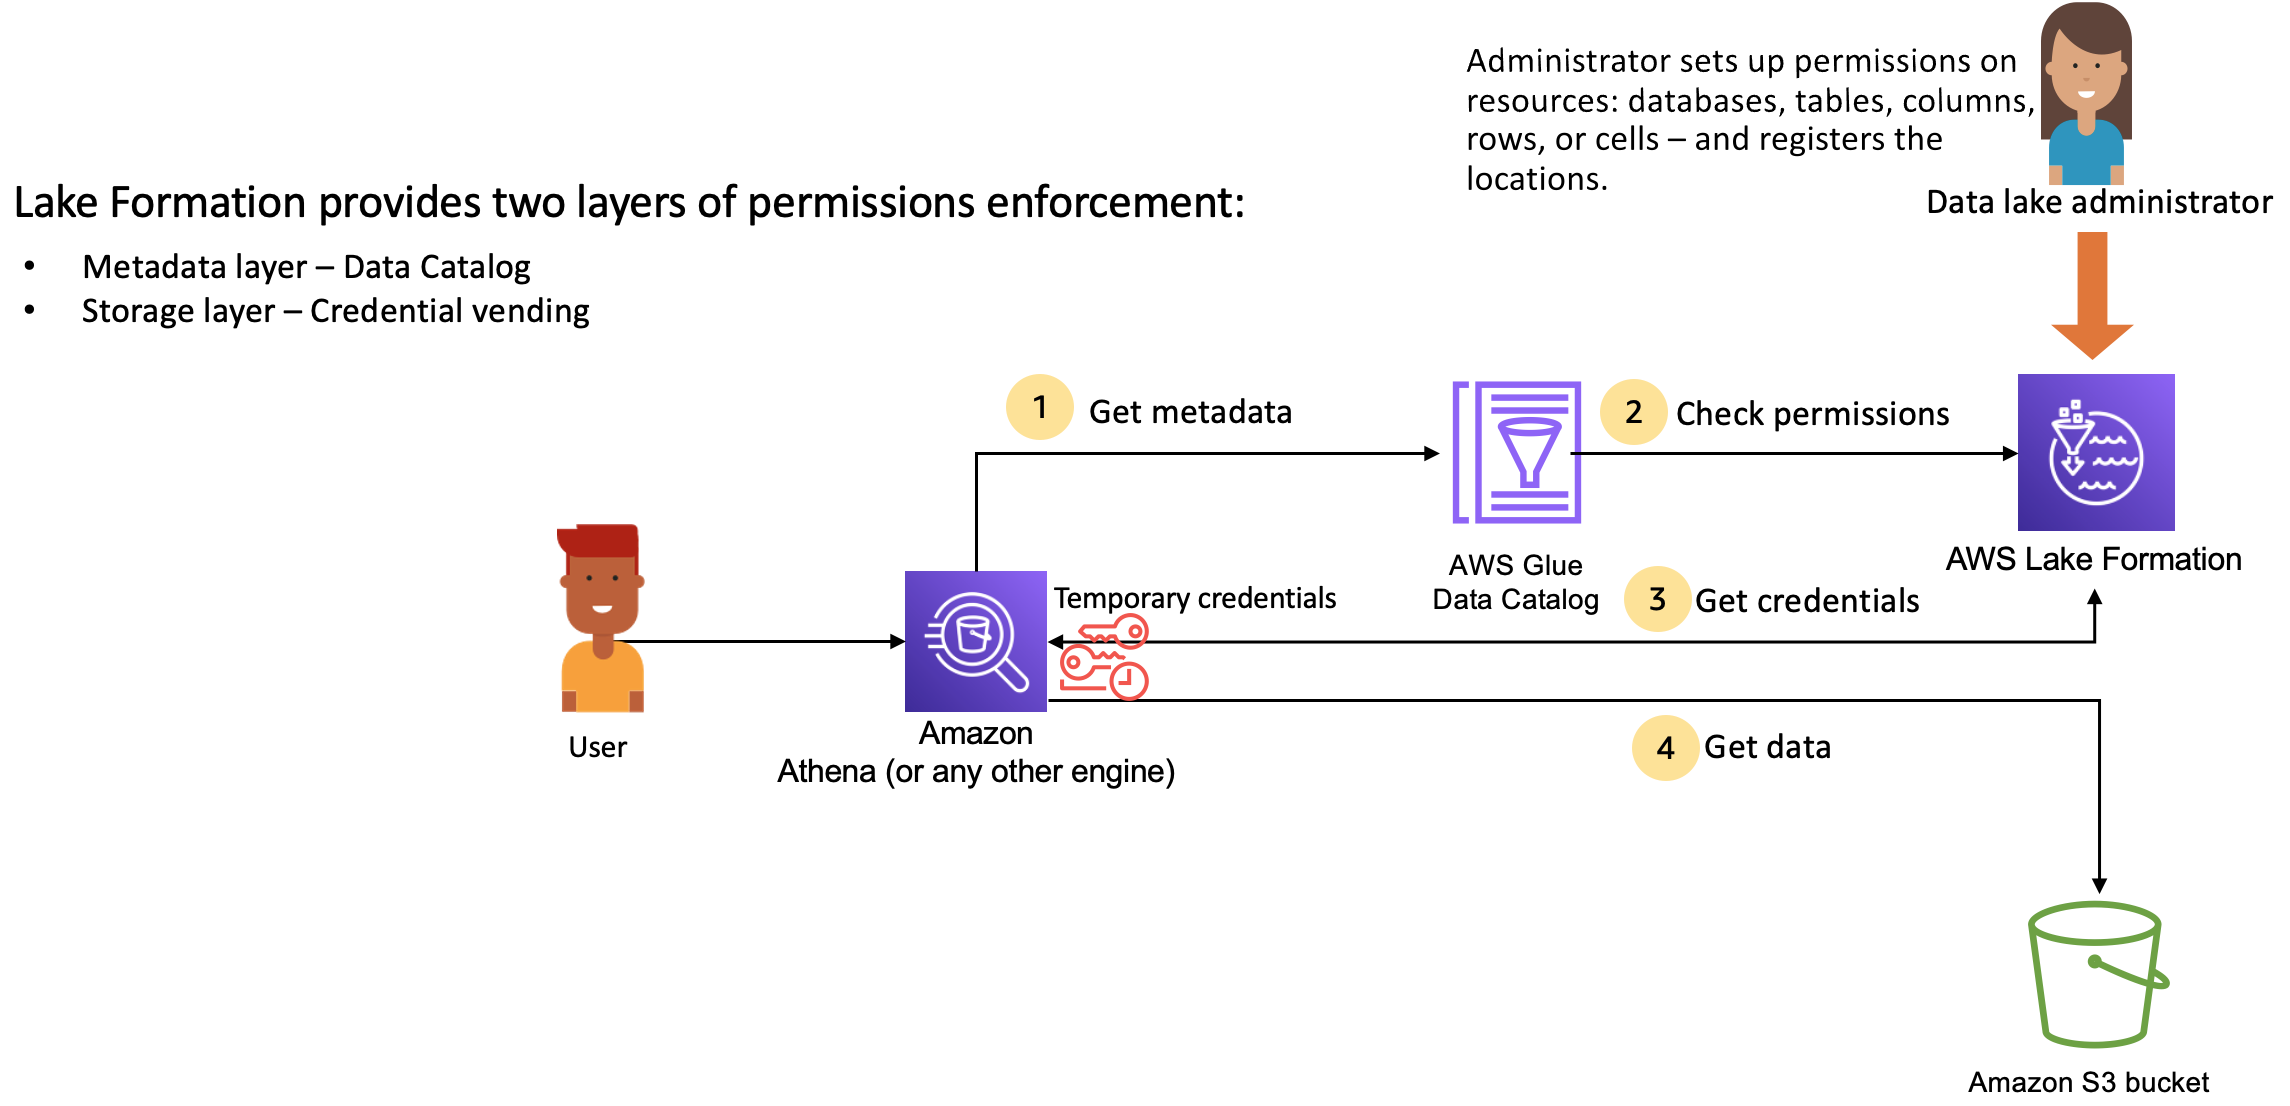 Administrator sets up permissions on
resources: databases, tables, columns,
rows, or cells – and registers the
locations.
Data lake administrator
Lake Formation provides two layers of permissions enforcement:
• Metadata layer – Data Catalog
• Storage layer – Credential vending
1 Get metadata
2 Check permissions
AWS Glue
Data Catalog
AWS Lake Formation
Temporary credentials
3 Get credentials
User
Amazon
Athena (or any other engine)
4 Get data
Amazon S3 bucket